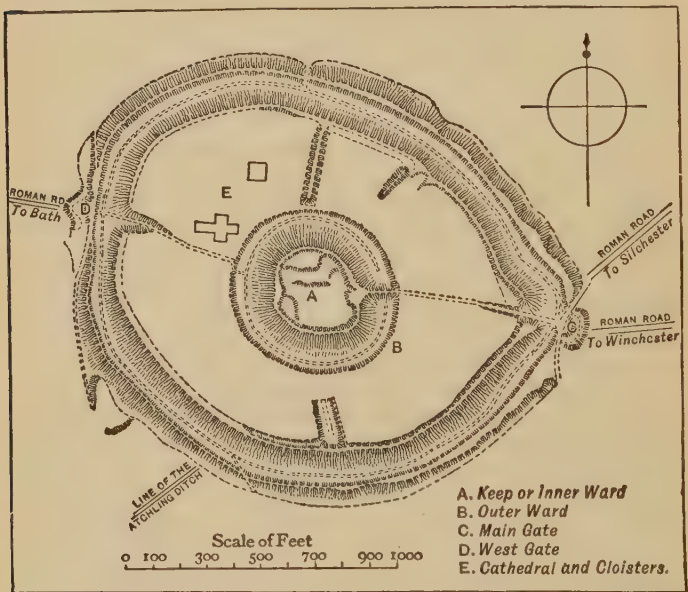 ROMAN RD
To Bath
D
E
A
B
C
ROMAN ROAD
To Silchester
ROMAN ROAD
To Winchester
LINE OF THE
ATCHLING DITCH
Scale of Feet
0 100 300 500 700 900 1000
A. Keep or Inner Ward
B. Outer Ward
C. Main Gate
D. West Gate
E. Cathedral and Cloisters.